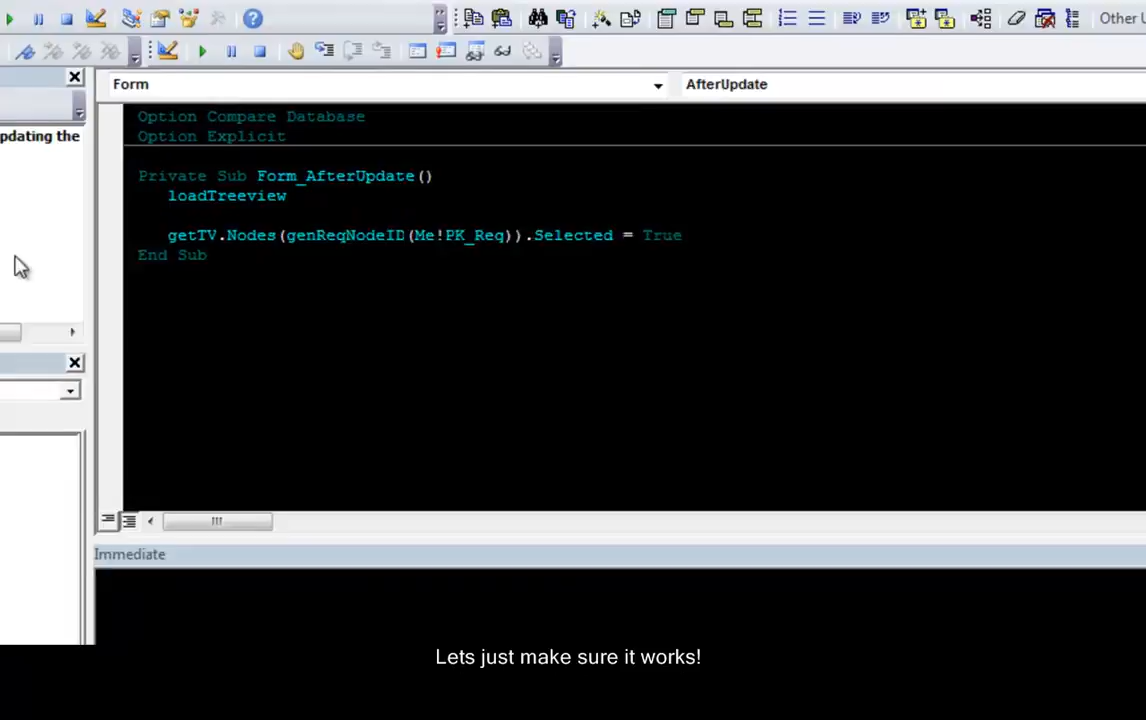 Other
Form
AfterUpdate
pdating the
Option Compare Database
Option Explicit
Private Sub Form_AfterUpdate()
loadTreeview
getTV.Nodes(genReqNodeID(Me!PK_Req)).Selected = True
End Sub
Immediate
Lets just make sure it works!